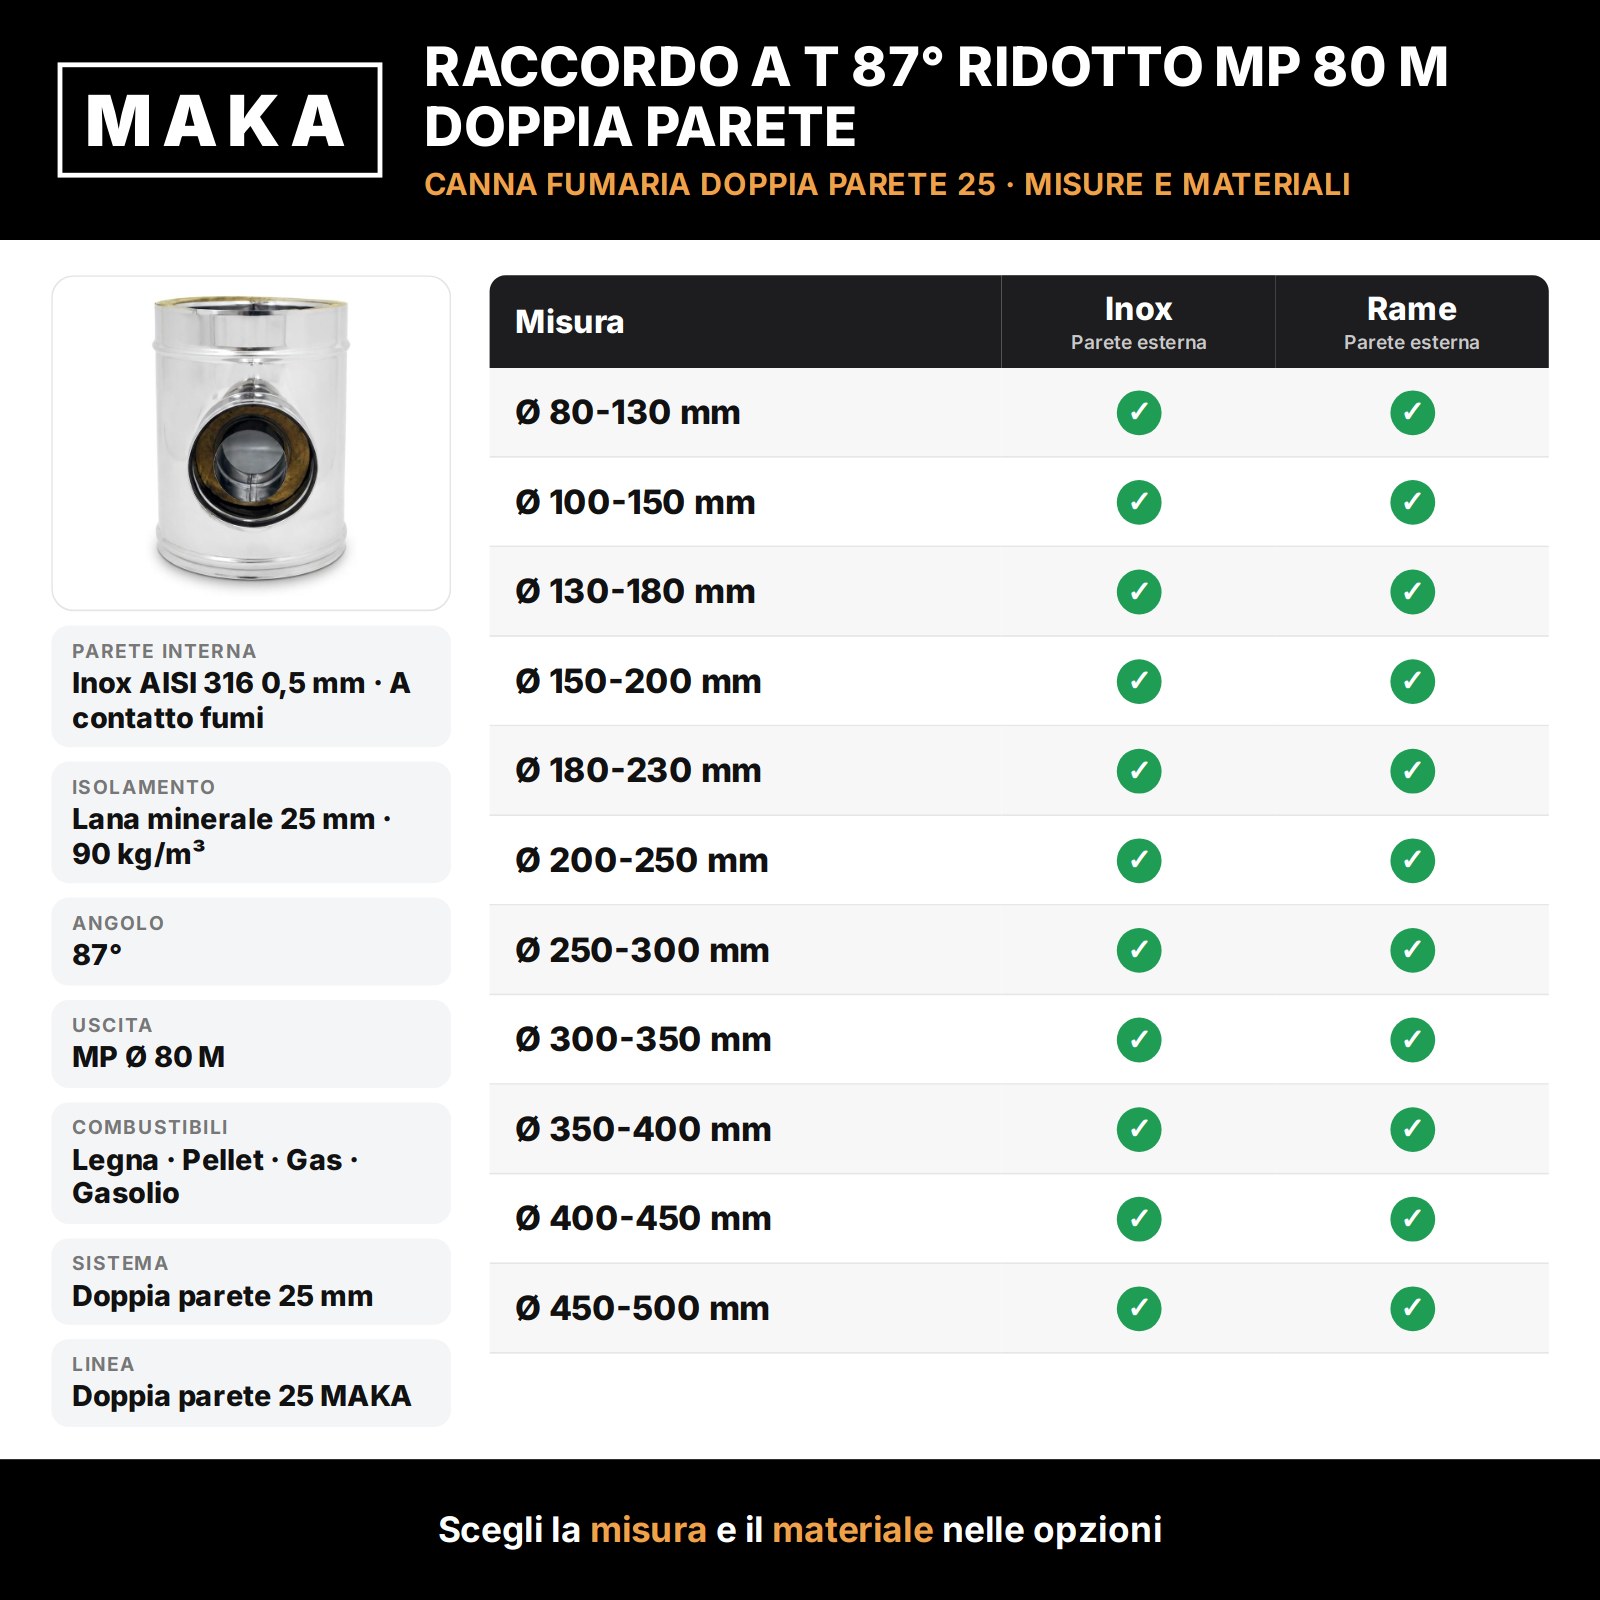 MAKA
RACCORDO A T 87° RIDOTTO MP 80 M
DOPPIA PARETE
CANNA FUMARIA DOPPIA PARETE 25 · MISURE E MATERIALI
PARETE INTERNA
Inox AISI 316 0,5 mm · A
contatto fumi
ISOLAMENTO
Lana minerale 25 mm ·
90 kg/m³
ANGOLO
87°
USCITA
MP Ø 80 M
COMBUSTIBILI
Legna · Pellet · Gas ·
Gasolio
SISTEMA
Doppia parete 25 mm
LINEA
Doppia parete 25 MAKA
Misura Inox Rame
Parete esterna Parete esterna
Ø 80-130 mm ✓ ✓
Ø 100-150 mm ✓ ✓
Ø 130-180 mm ✓ ✓
Ø 150-200 mm ✓ ✓
Ø 180-230 mm ✓ ✓
Ø 200-250 mm ✓ ✓
Ø 250-300 mm ✓ ✓
Ø 300-350 mm ✓ ✓
Ø 350-400 mm ✓ ✓
Ø 400-450 mm ✓ ✓
Ø 450-500 mm ✓ ✓
Scegli la misura e il materiale nelle opzioni